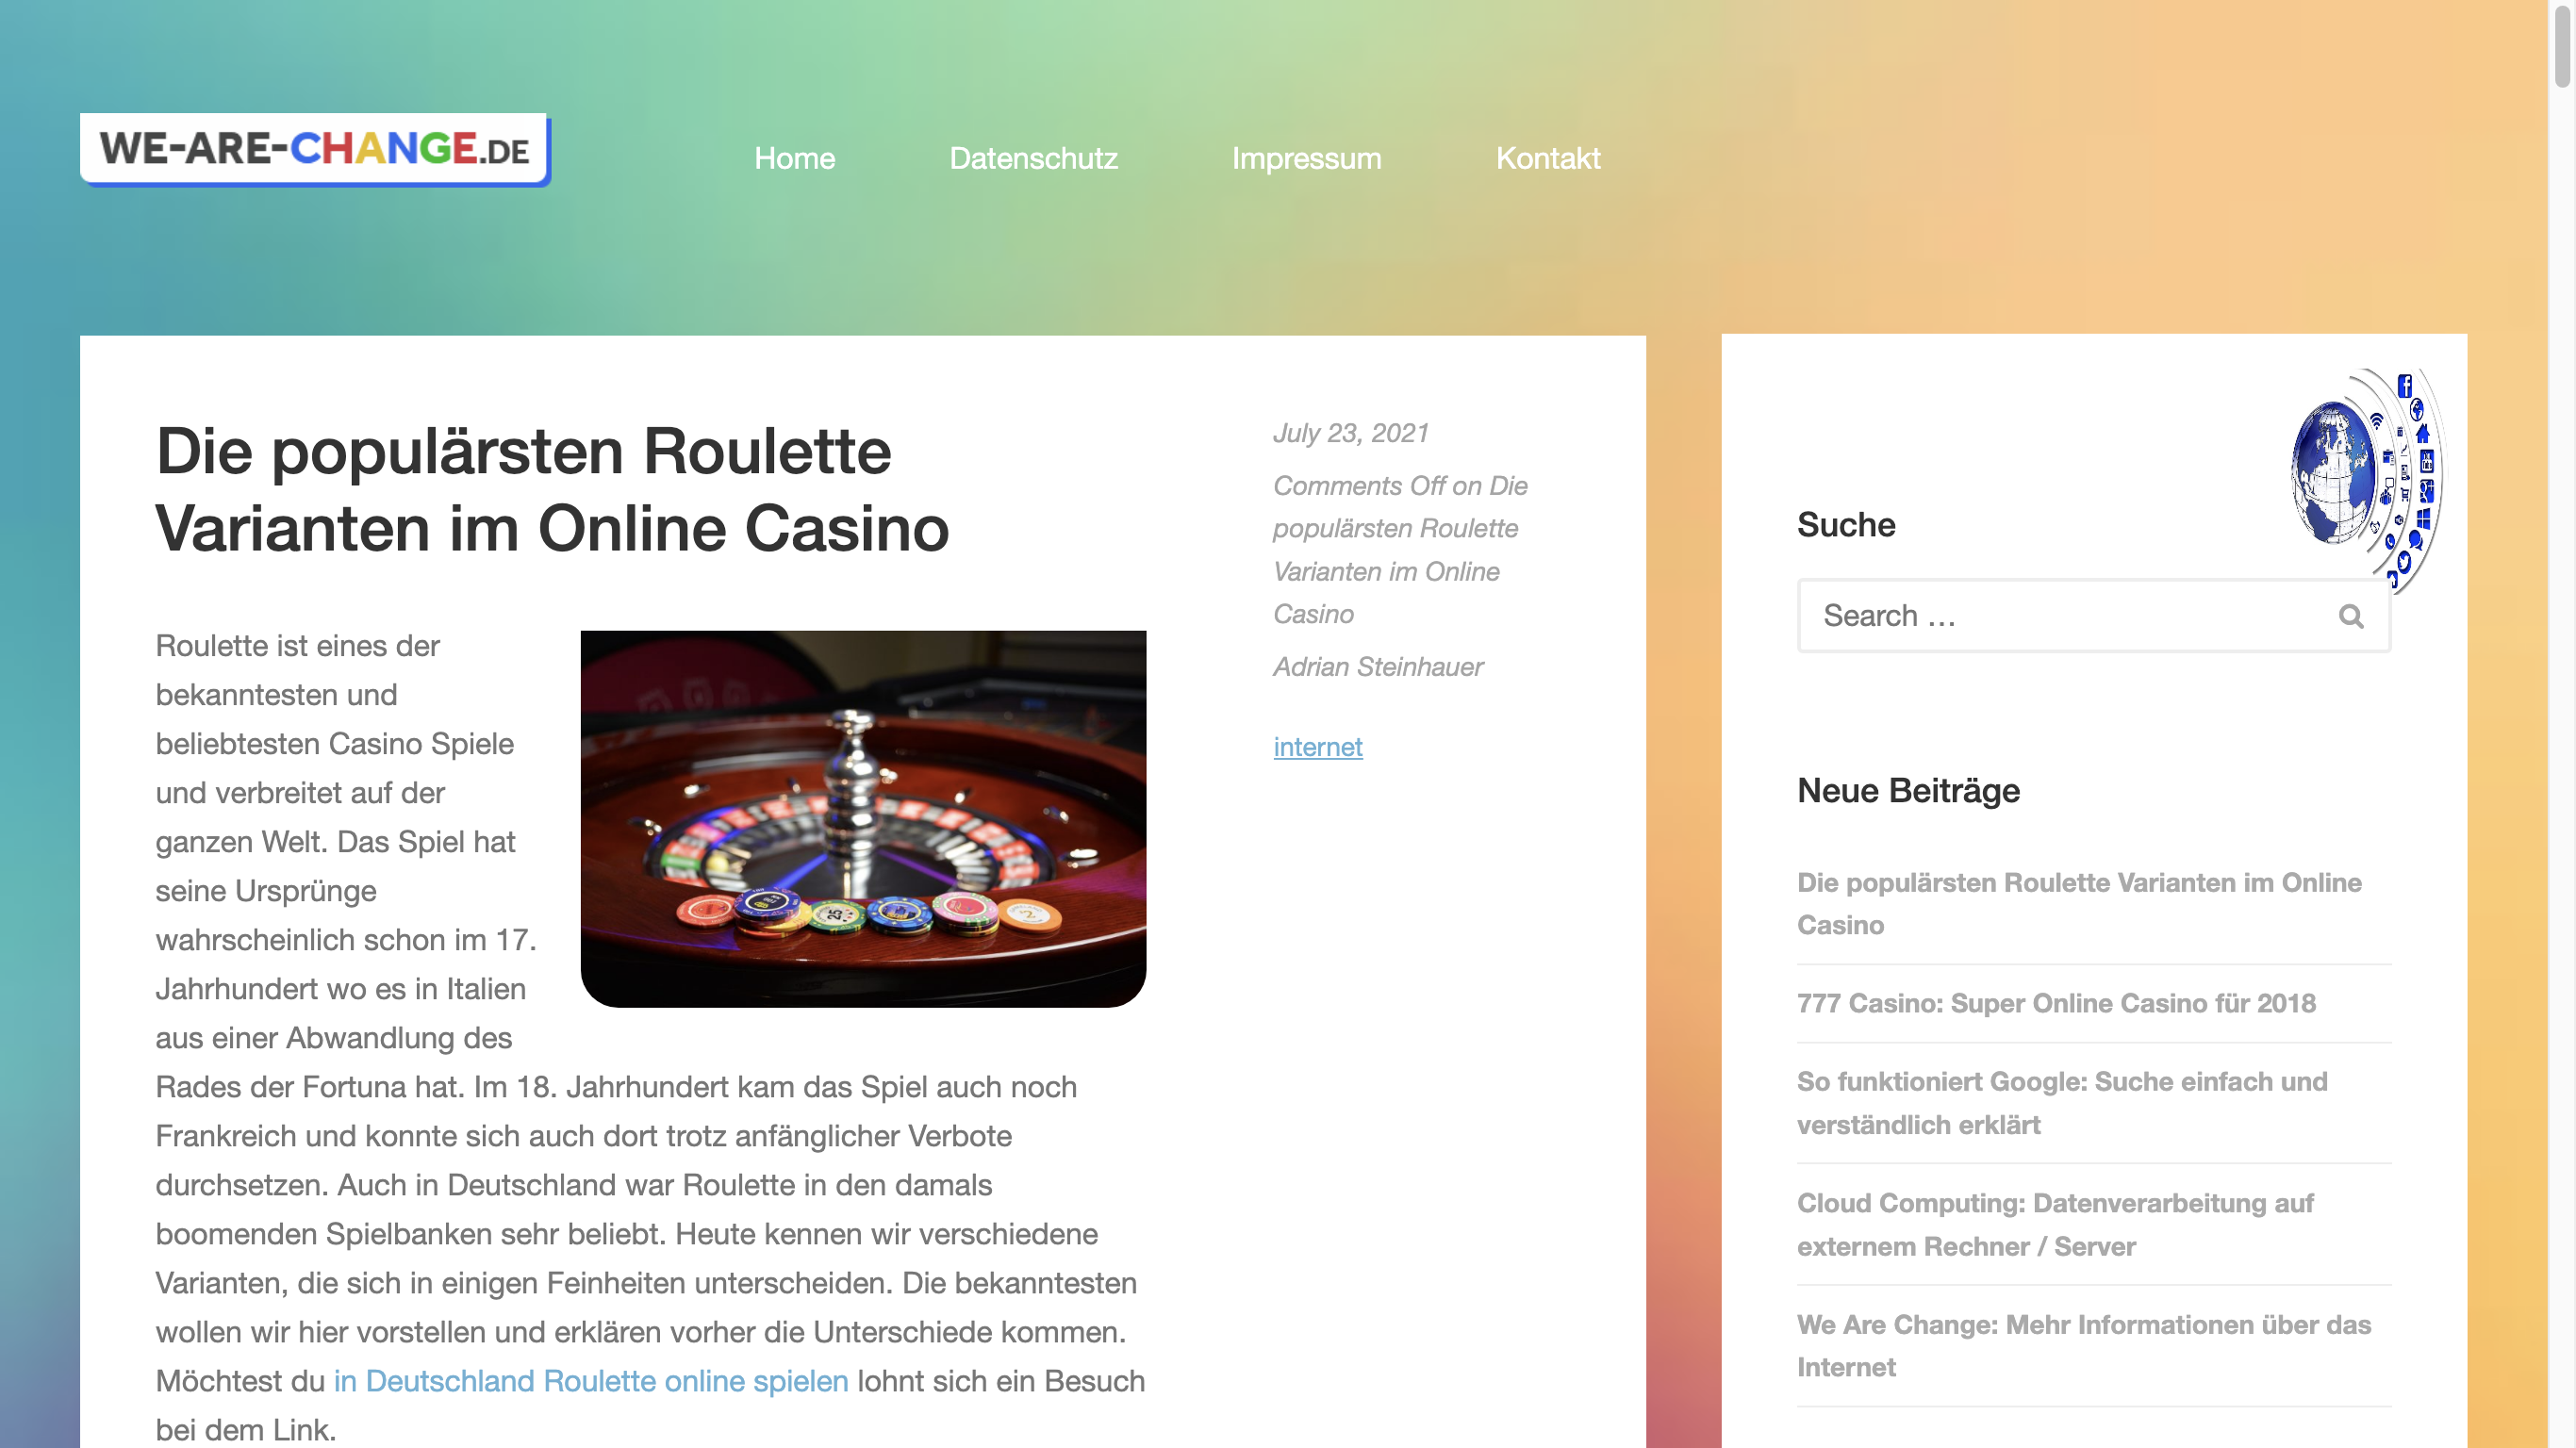 WE-ARE-CHANGE.DE
Home
Datenschutz
Impressum
Kontakt
Die populärsten Roulette
Varianten im Online Casino
Roulette ist eines der
bekanntesten und
beliebtesten Casino Spiele
und verbreitet auf der
ganzen Welt. Das Spiel hat
seine Ursprünge
wahrscheinlich schon im 17.
Jahrhundert wo es in Italien
aus einer Abwandlung des
Rades der Fortuna hat. Im 18. Jahrhundert kam das Spiel auch noch
Frankreich und konnte sich auch dort trotz anfänglicher Verbote
durchsetzen. Auch in Deutschland war Roulette in den damals
boomenden Spielbanken sehr beliebt. Heute kennen wir verschiedene
Varianten, die sich in einigen Feinheiten unterscheiden. Die bekanntesten
wollen wir hier vorstellen und erklären vorher die Unterschiede kommen.
Möchtest du in Deutschland Roulette online spielen lohnt sich ein Besuch
bei dem Link.
25
July 23, 2021
Comments Off on Die
populärsten Roulette
Varianten im Online
Casino
Adrian Steinhauer
internet
Suche
Search …
Neue Beiträge
Die populärsten Roulette Varianten im Online
Casino
777 Casino: Super Online Casino für 2018
So funktioniert Google: Suche einfach und
verständlich erklärt
Cloud Computing: Datenverarbeitung auf
externem Rechner / Server
We Are Change: Mehr Informationen über das
Internet